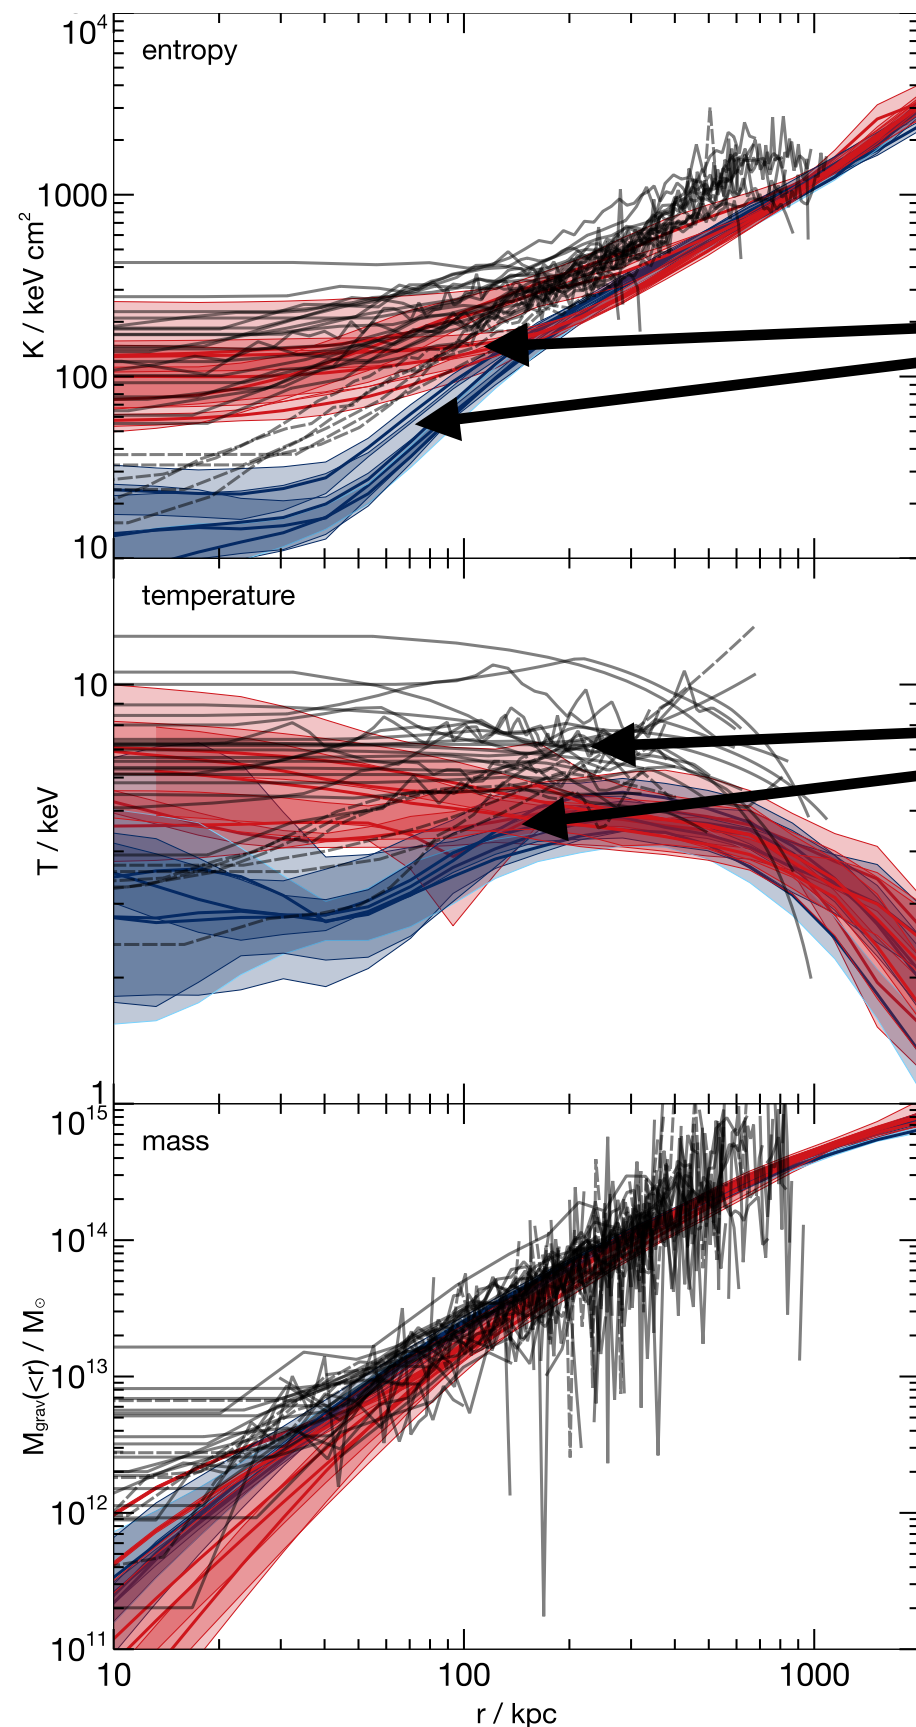 10⁴
entropy
1000
K / keV cm²
100
10
temperature
10
T / keV
1
10¹⁵
mass
10¹⁴
M_grav(<r) / M_⊙
10¹³
10¹²
10¹¹
10 100 1000
r / kpc